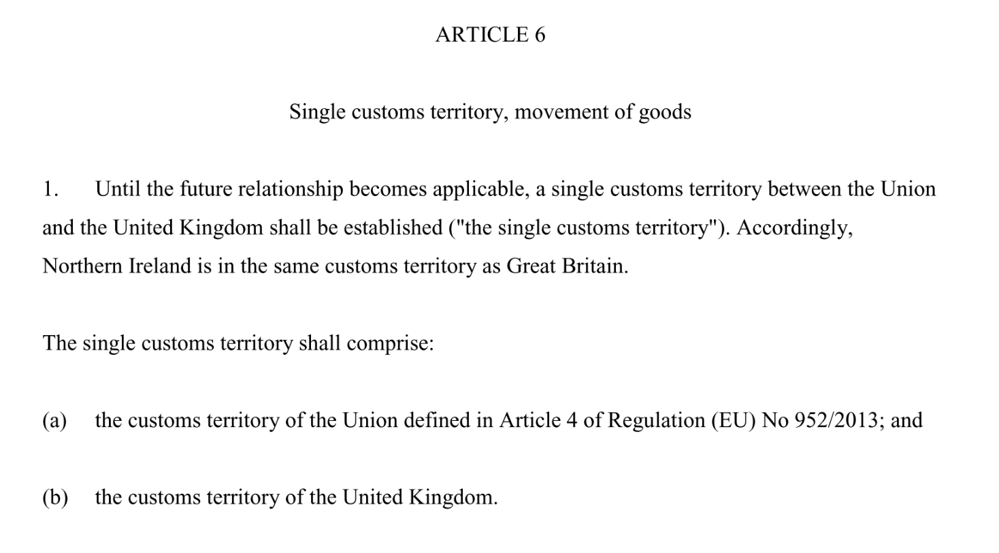 ARTICLE 6
Single customs territory, movement of goods
1. Until the future relationship becomes applicable, a single customs territory between the Union
and the United Kingdom shall be established ("the single customs territory"). Accordingly,
Northern Ireland is in the same customs territory as Great Britain.
The single customs territory shall comprise:
(a) the customs territory of the Union defined in Article 4 of Regulation (EU) No 952/2013; and
(b) the customs territory of the United Kingdom.